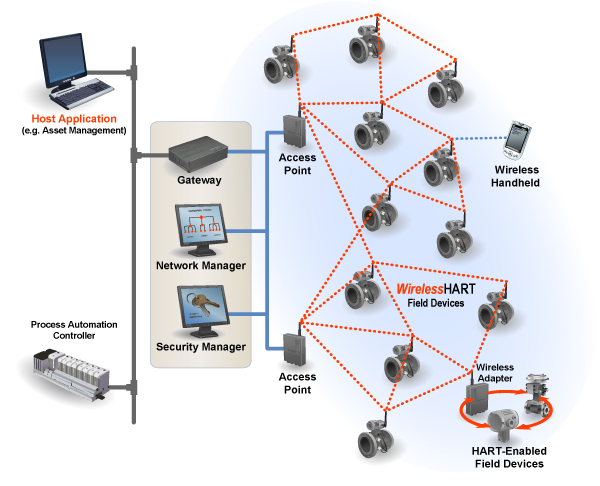 Host Application
(e.g. Asset Management)
Gateway
Network Manager
Security Manager
Process Automation
Controller
Access
Point
Access
Point
Wireless
Handheld
WirelessHART
Field Devices
Wireless
Adapter
HART-Enabled
Field Devices